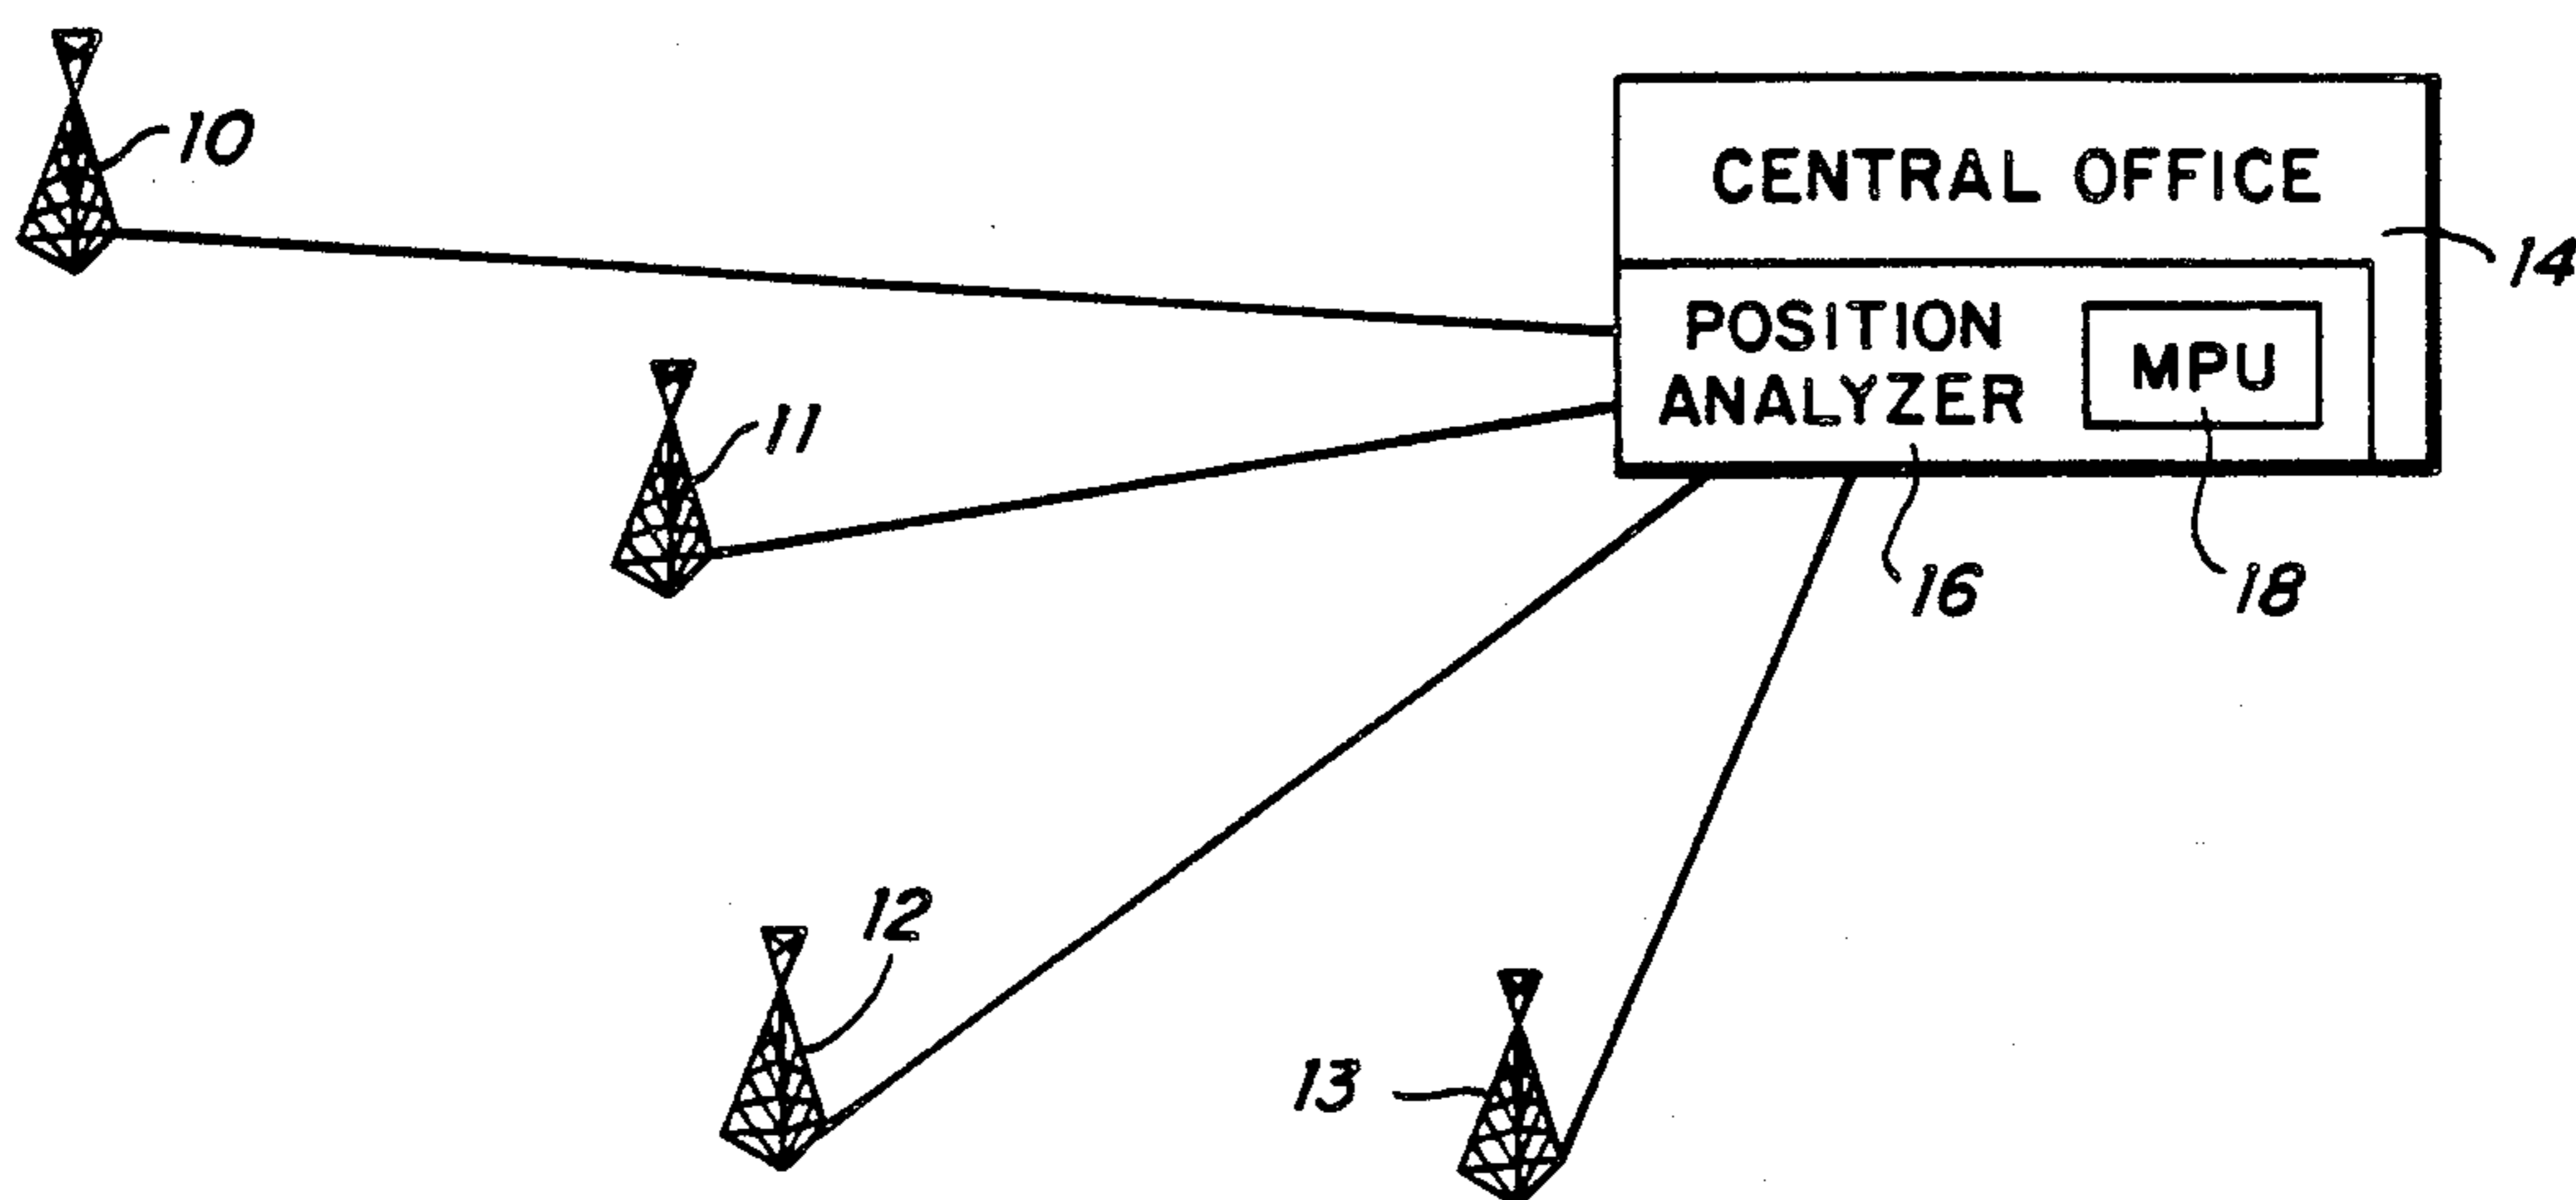 10
CENTRAL OFFICE
14
POSITION
ANALYZER
MPU
11
16
18
12
13